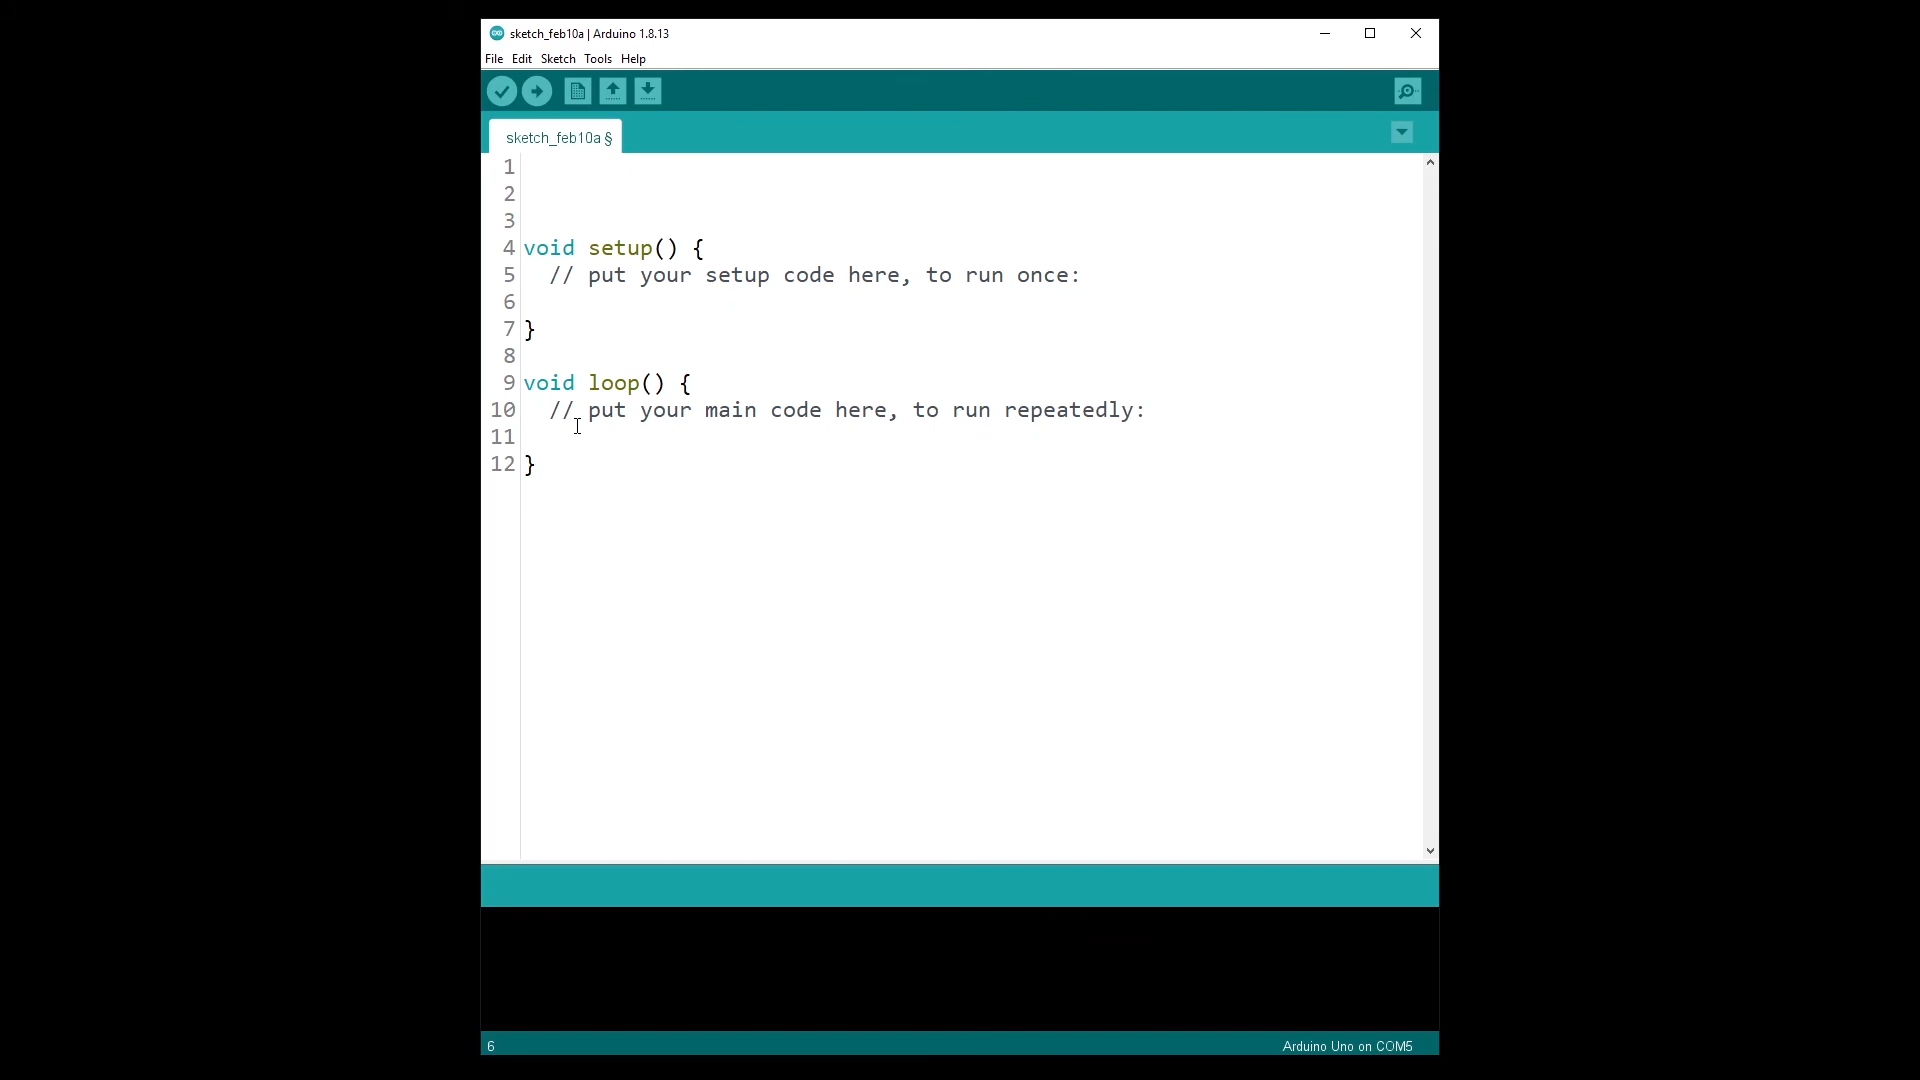 sketch_feb10a | Arduino 1.8.13
File Edit Sketch Tools Help
sketch_feb10a §
1
2
3
4 void setup() {
5   // put your setup code here, to run once:
6
7 }
8
9 void loop() {
10   // put your main code here, to run repeatedly:
11
12 }
6
Arduino Uno on COM5